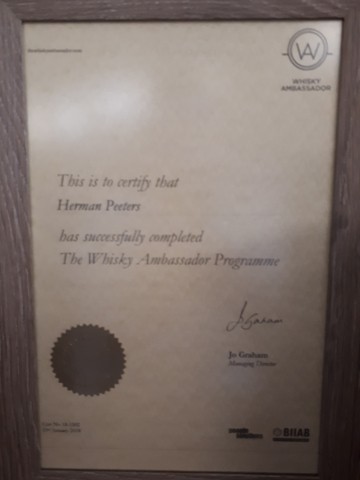 WHISKY
AMBASSADOR
This is to certify that
Herman Peeters
has successfully completed
The Whisky Ambassador Programme
Jo Graham
Managing Director
BIIAB